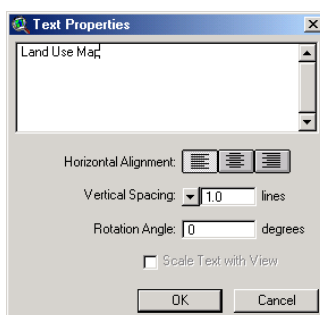 Text Properties
Land Use Map
Horizontal Alignment:
Vertical Spacing: 1.0 lines
Rotation Angle: 0 degrees
Scale Text with View
OK Cancel